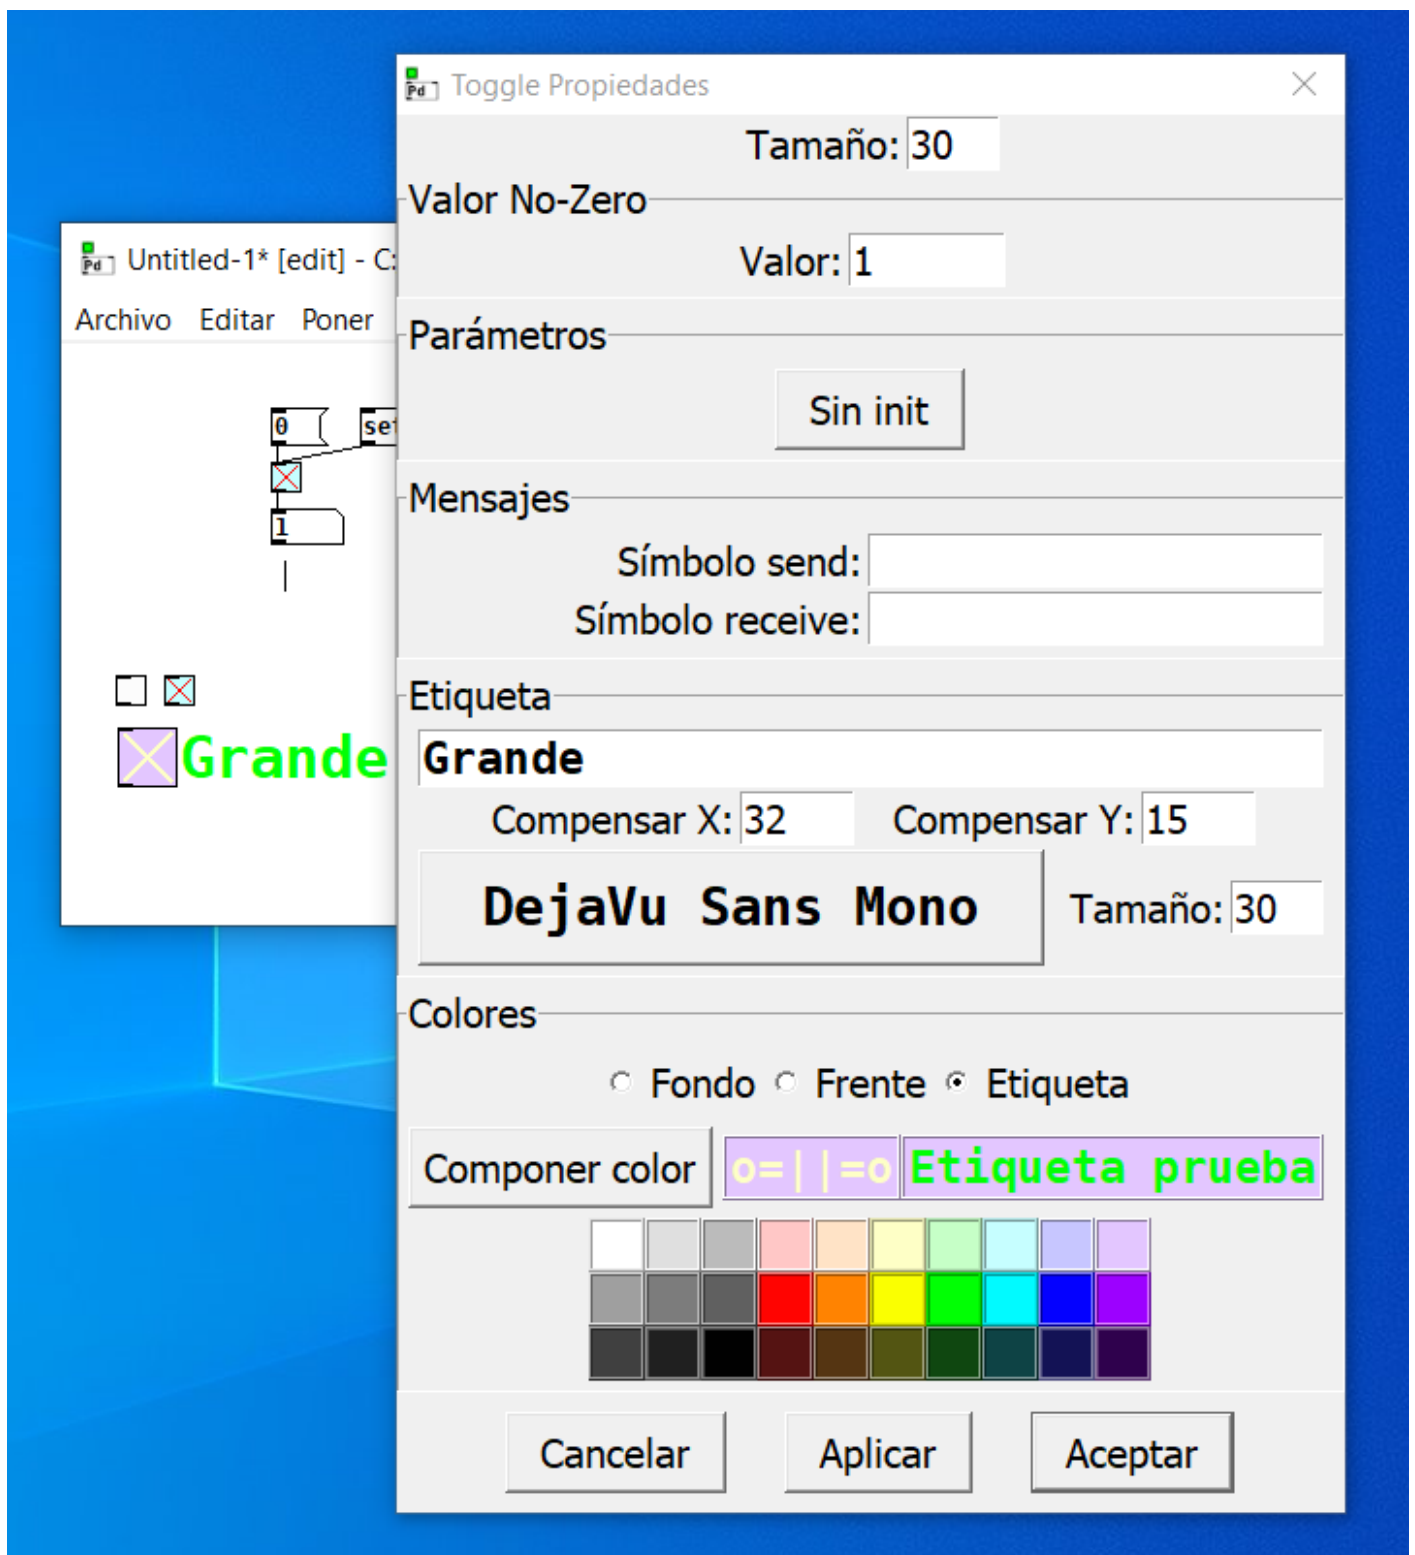 Toggle Propiedades
Tamaño: 30
Valor No-Zero
Valor: 1
Parámetros
Sin init
Mensajes
Símbolo send:
Símbolo receive:
Etiqueta
Grande
Compensar X: 32 Compensar Y: 15
DejaVu Sans Mono Tamaño: 30
Colores
Fondo Frente Etiqueta
Componer color o=||=o Etiqueta prueba
Cancelar Aplicar Aceptar
Untitled-1* [edit] - C:
Archivo Editar Poner
0 set
1
Grande